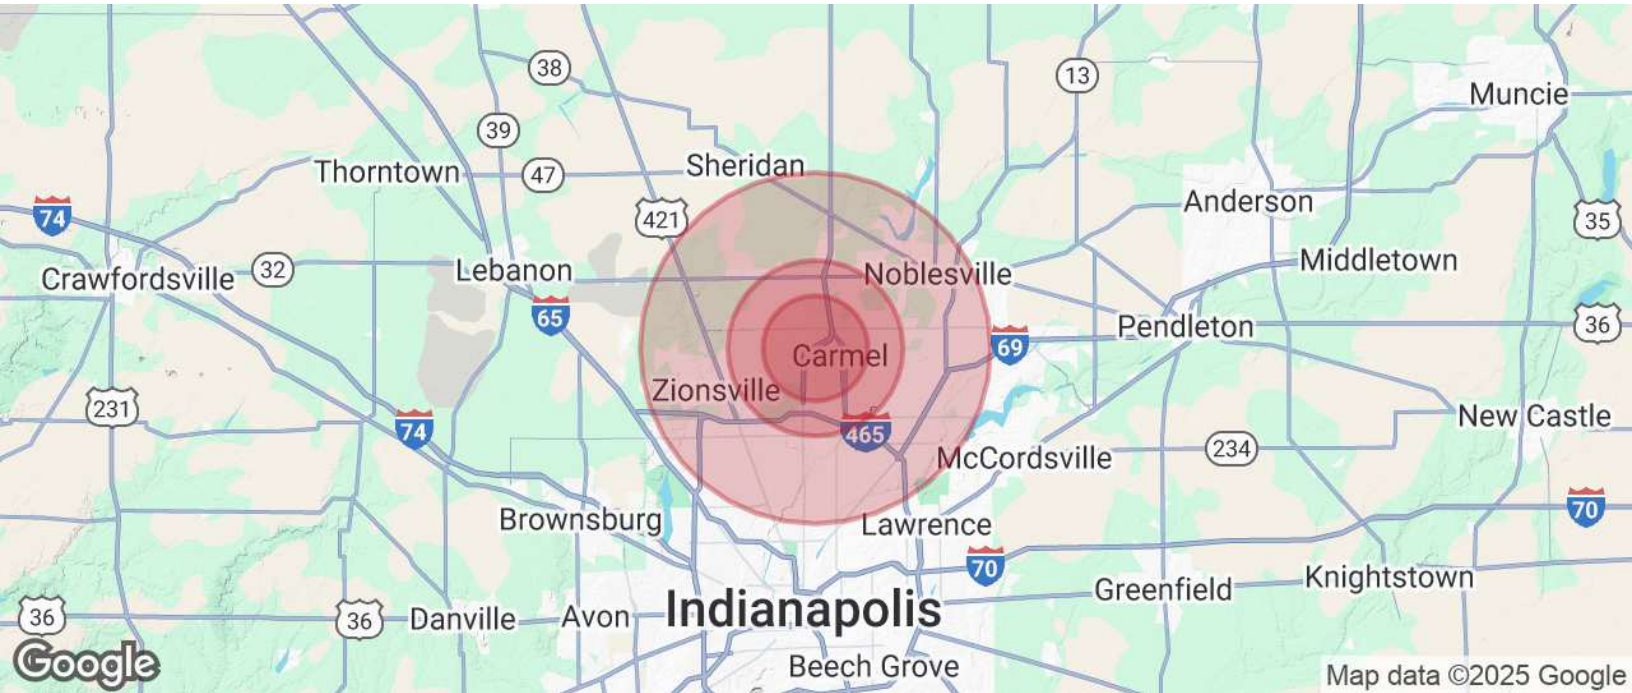 38
13
Muncie
39
Sheridan
Thorntown
47
74
421
Anderson
35
32
Lebanon
Noblesville
Middletown
Crawfordsville
65
Pendleton
36
69
Carmel
Zionsville
231
74
465
New Castle
McCordsville
234
Brownsburg
Lawrence
70
70
Greenfield
Knightstown
36
36
Danville
Avon
Indianapolis
Google
Beech Grove
Map data ©2025 Google